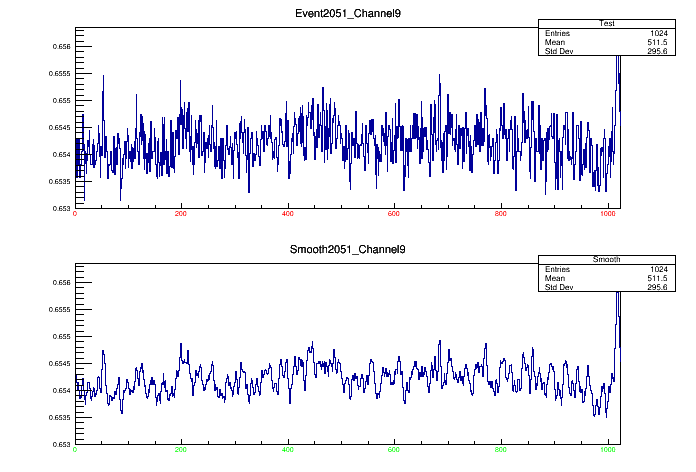 Event2051_Channel9
Test
Entries 1024
Mean 511.5
Std Dev 295.6
0.656
0.6555
0.655
0.6545
0.654
0.6535
0.653
0 200 400 600 800 1000
Smooth2051_Channel9
Smooth
Entries 1024
Mean 511.5
Std Dev 295.6
0.656
0.6555
0.655
0.6545
0.654
0.6535
0.653
0 200 400 600 800 1000